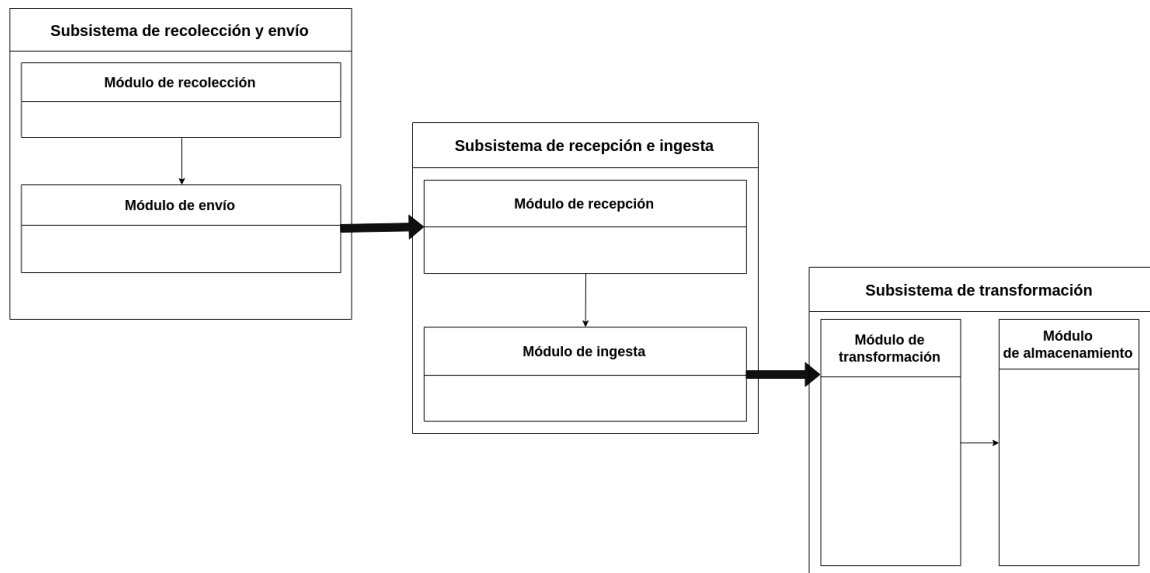 Subsistema de recolección y envío
Módulo de recolección
Módulo de envío
Subsistema de recepción e ingesta
Módulo de recepción
Módulo de ingesta
Subsistema de transformación
Módulo de
transformación
Módulo
de almacenamiento